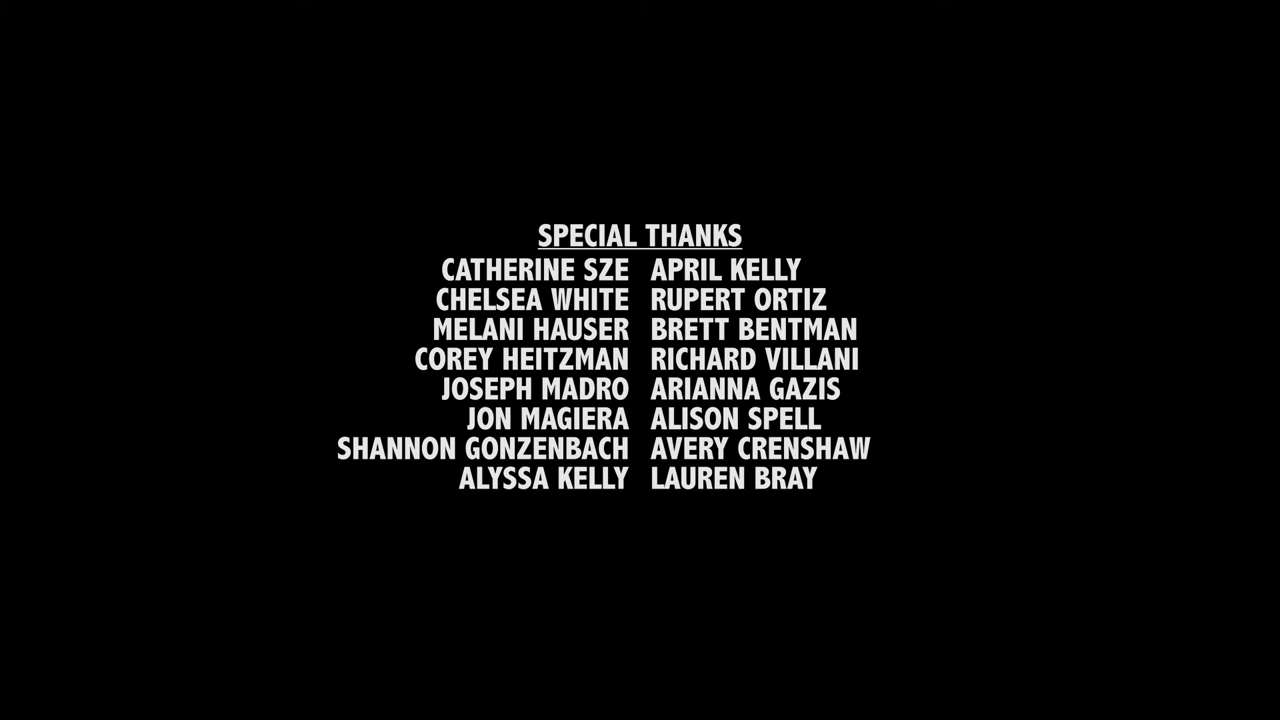 SPECIAL THANKS
CATHERINE SZE APRIL KELLY
CHELSEA WHITE RUPERT ORTIZ
MELANI HAUSER BRETT BENTMAN
COREY HEITZMAN RICHARD VILLANI
JOSEPH MADRO ARIANNA GAZIS
JON MAGIERA ALISON SPELL
SHANNON GONZENBACH AVERY CRENSHAW
ALYSSA KELLY LAUREN BRAY